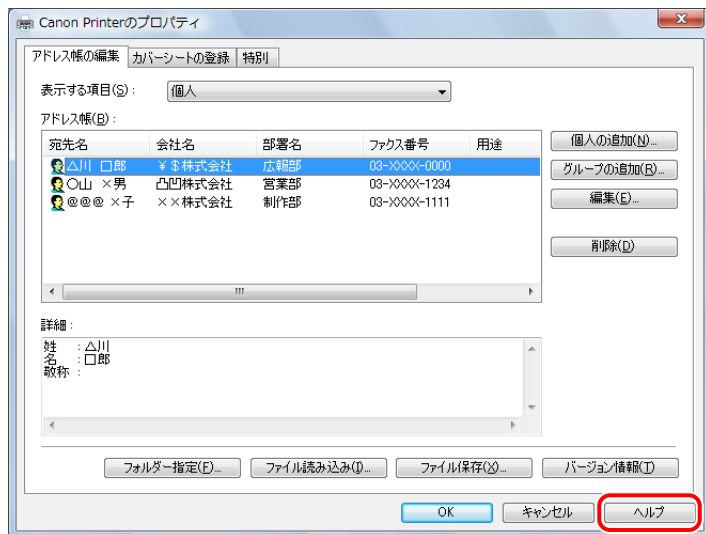 Canon Printerのプロパティ
アドレス帳の編集 カバーシートの登録 特別
表示する項目(S): 個人
アドレス帳(B):
宛先名 会社名 部署名 ファクス番号 用途
△川 □郎 ￥＄株式会社 広報部 03-XXXX-0000
○山 ×男 凸凹株式会社 営業部 03-XXXX-1234
@@@ ×子 ××株式会社 制作部 03-XXXX-1111
個人の追加(N)...
グループの追加(R)...
編集(E)...
削除(D)
詳細:
姓 :△川
名 :□郎
敬称 :
フォルダー指定(F)... ファイル読み込み(I)... ファイル保存(X)... バージョン情報(T)
OK キャンセル ヘルプ